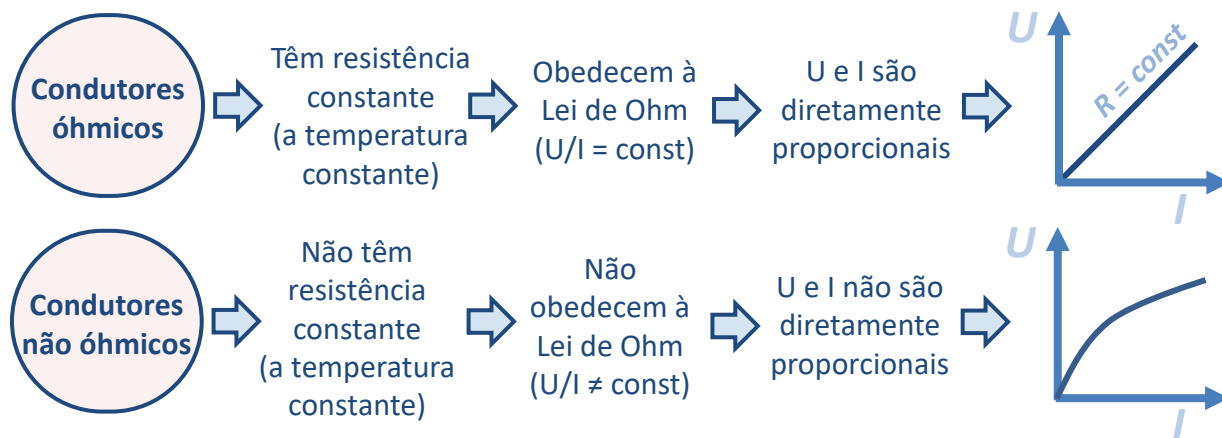 Condutores
óhmicos
Têm resistência
constante
(a temperatura
constante)
Obedecem à
Lei de Ohm
(U/I = const)
U e I são
diretamente
proporcionais
U
R = const
I
Condutores
não óhmicos
Não têm
resistência
constante
(a temperatura
constante)
Não
obedecem à
Lei de Ohm
(U/I ≠ const)
U e I não são
diretamente
proporcionais
U
I